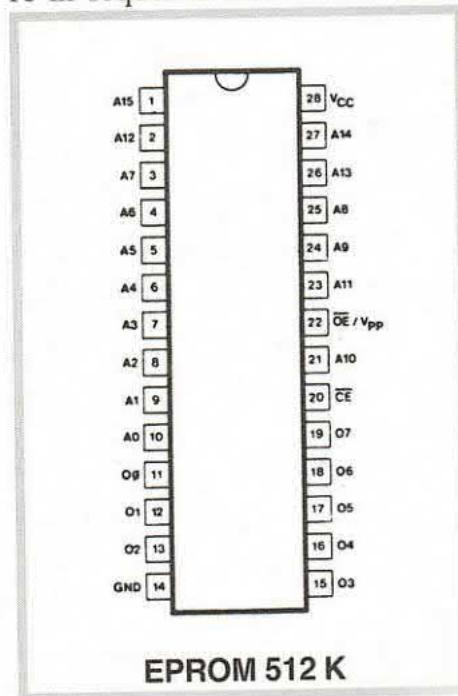 A15 1 28 VCC
A12 2 27 A14
A7 3 26 A13
A6 4 25 A8
A5 5 24 A9
A4 6 23 A11
A3 7 22 OE / VPP
A2 8 21 A10
A1 9 20 CE
A0 10 19 O7
O0 11 18 O6
O1 12 17 O5
O2 13 16 O4
GND 14 15 O3
EPROM 512 K